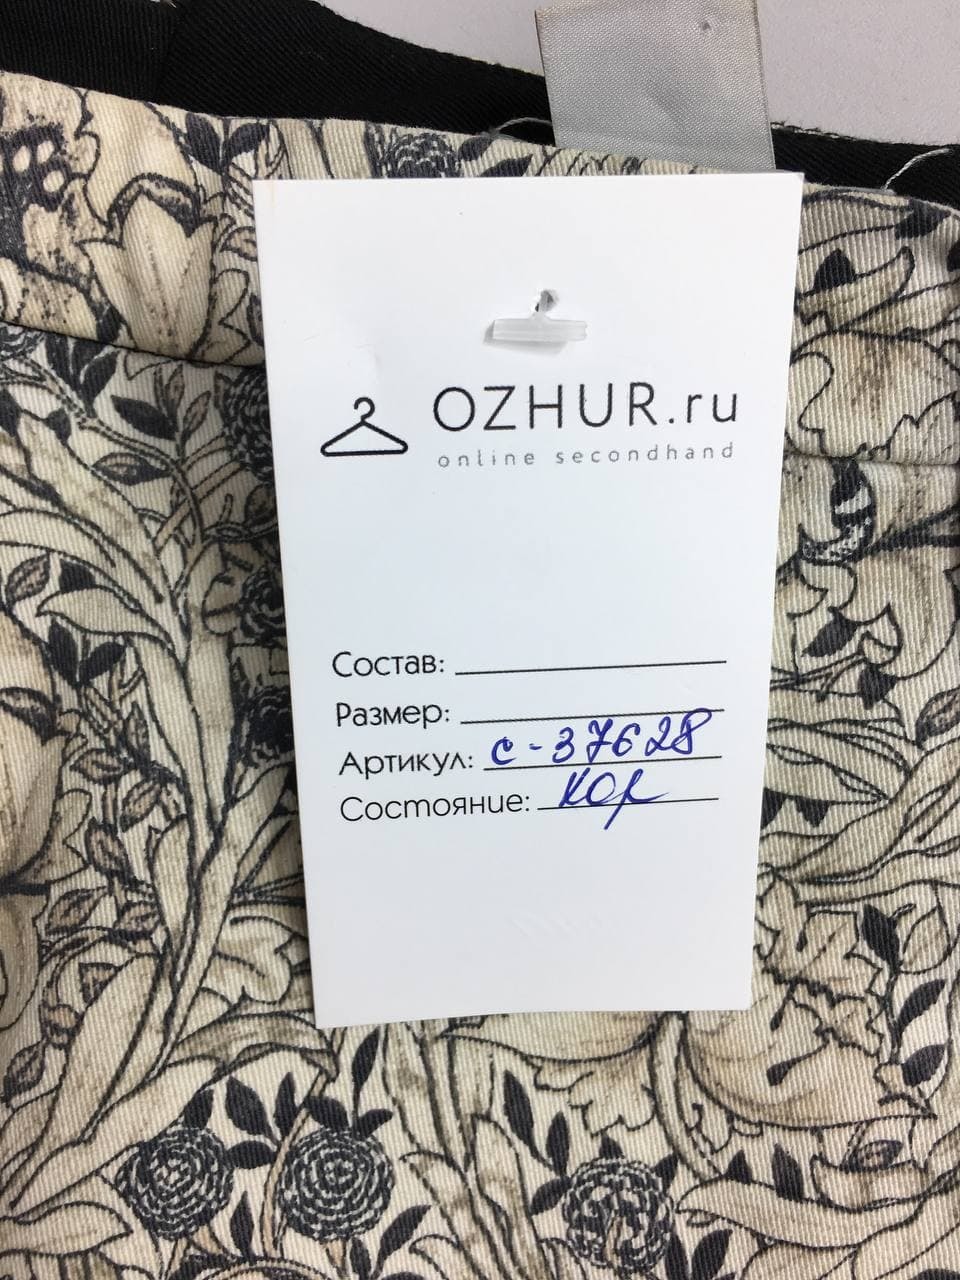 OZHUR.ru
online secondhand
Состав:
Размер:
Артикул: с-37628
Состояние: хор